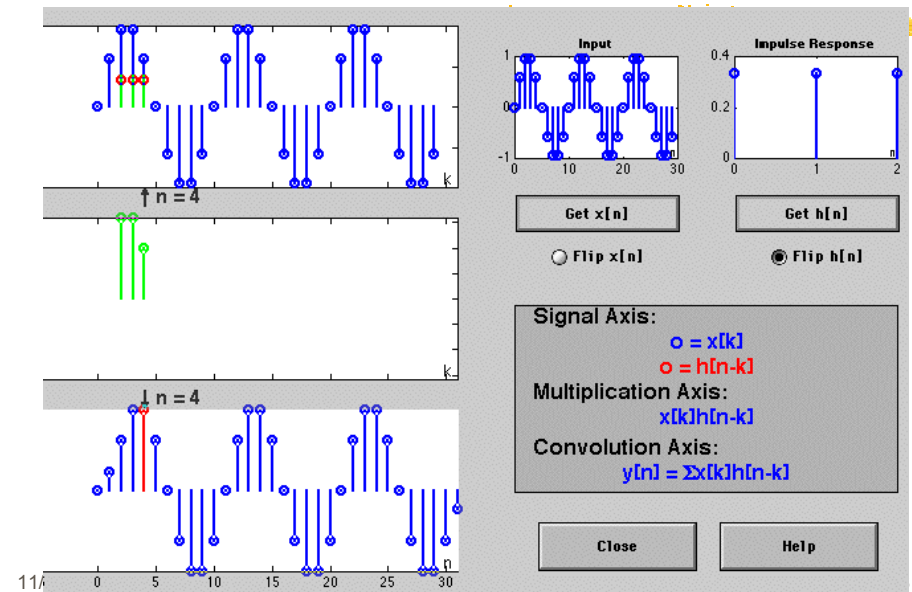 Input
1
0
-1
0
10
20
30
n
Impulse Response
0.4
0.2
0
0
1
2
n
k
↑ n = 4
Get x[n]
Get h[n]
Flip x[n]
Flip h[n]
k
↓ n = 4
Signal Axis:
o = x[k]
o = h[n-k]
Multiplication Axis:
x[k]h[n-k]
Convolution Axis:
y[n] = Σx[k]h[n-k]
n
0
5
10
15
20
25
30
Close
Help
11/